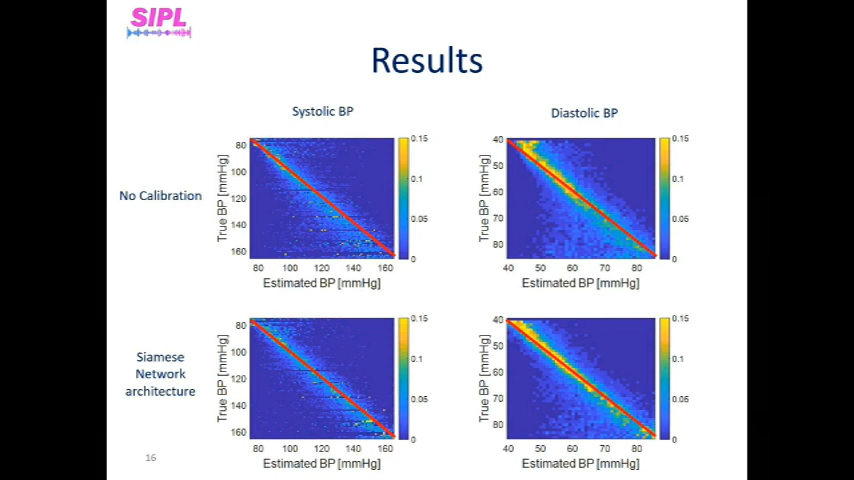 SIPL
Results
Systolic BP
Diastolic BP
No Calibration
True BP [mmHg]
80
100
120
140
160
80 100 120 140 160
Estimated BP [mmHg]
0.15
0.1
0.05
0
True BP [mmHg]
40
50
60
70
80
40 50 60 70 80
Estimated BP [mmHg]
0.15
0.1
0.05
0
Siamese
Network
architecture
True BP [mmHg]
80
100
120
140
160
80 100 120 140 160
Estimated BP [mmHg]
0.15
0.1
0.05
0
True BP [mmHg]
40
50
60
70
80
40 50 60 70 80
Estimated BP [mmHg]
0.15
0.1
0.05
0
16